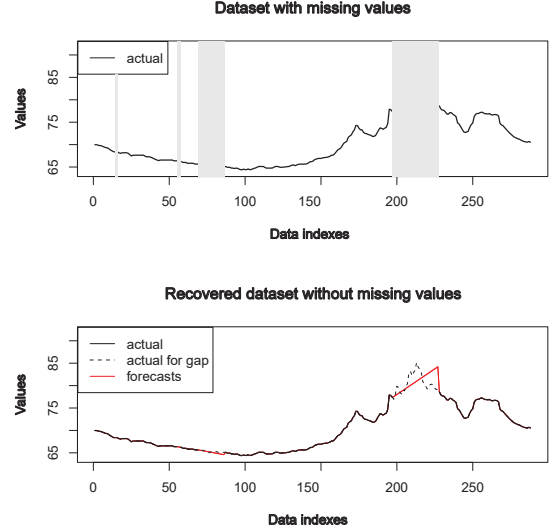 Dataset with missing values
actual
Values
65
75
85
0
50
100
150
200
250
Data indexes
Recovered dataset without missing values
actual
actual for gap
forecasts
Values
65
75
85
0
50
100
150
200
250
Data indexes